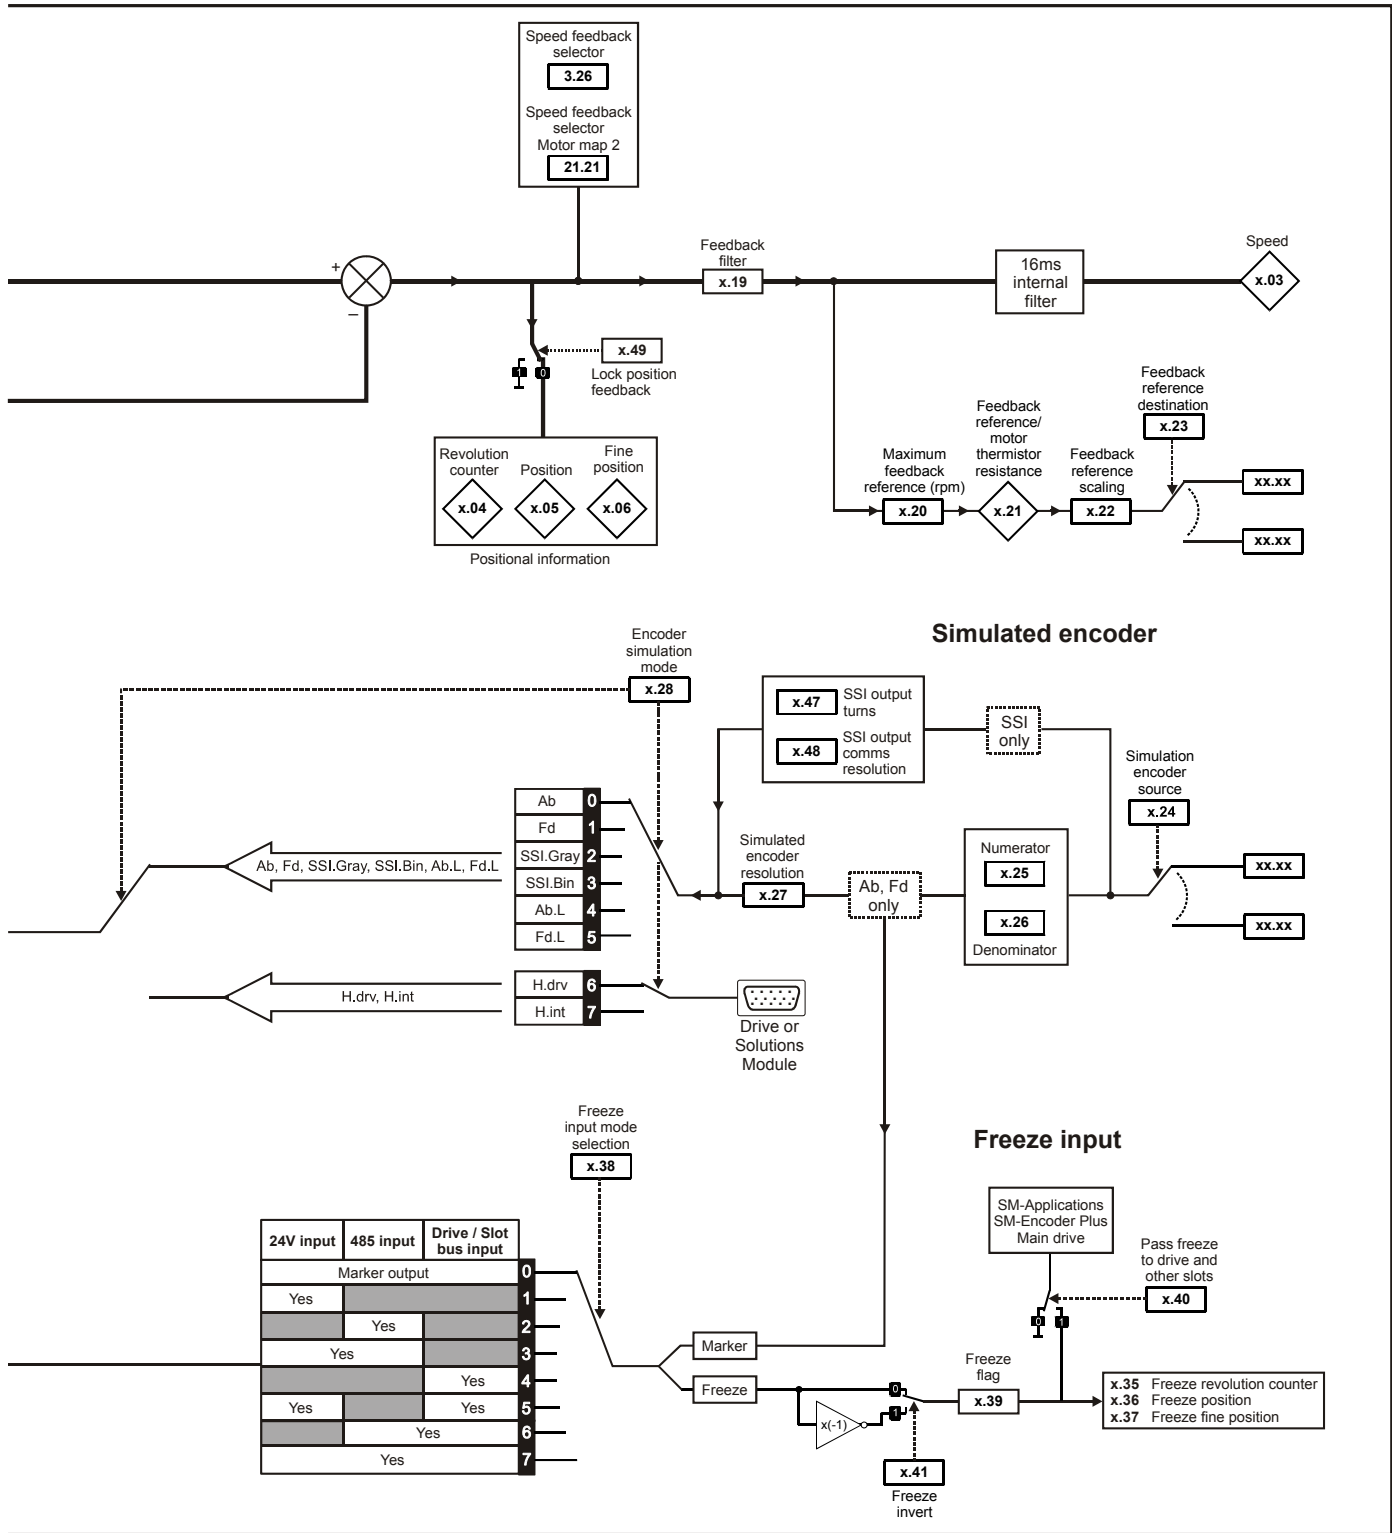 Speed feedback
selector
3.26
Speed feedback
selector
Motor map 2
21.21
+
–
Feedback
filter
x.19
16ms
internal
filter
Speed
x.03
x.49
Lock position
feedback
1 0
Revolution
counter
x.04
Position
x.05
Fine
position
x.06
Positional information
Maximum
feedback
reference (rpm)
x.20
Feedback
reference/
motor
thermistor
resistance
x.21
Feedback
reference
scaling
x.22
Feedback
reference
destination
x.23
xx.xx
xx.xx
Simulated encoder
Encoder
simulation
mode
x.28
x.47 SSI output
turns
x.48 SSI output
comms
resolution
SSI
only
Simulation
encoder
source
x.24
xx.xx
xx.xx
Numerator
x.25
x.26
Denominator
Ab, Fd
only
Simulated
encoder
resolution
x.27
Ab 0
Fd 1
SSI.Gray 2
SSI.Bin 3
Ab.L 4
Fd.L 5
Ab, Fd, SSI.Gray, SSI.Bin, Ab.L, Fd.L
H.drv 6
H.int 7
H.drv, H.int
Drive or
Solutions
Module
Freeze
input mode
selection
x.38
Freeze input
24V input 485 input Drive / Slot
bus input
Marker output 0
Yes 1
Yes 2
Yes 3
Yes 4
Yes Yes 5
Yes 6
Yes 7
Marker
Freeze
x(-1)
0
1
x.41
Freeze
invert
Freeze
flag
x.39
SM-Applications
SM-Encoder Plus
Main drive
0 1
Pass freeze
to drive and
other slots
x.40
x.35 Freeze revolution counter
x.36 Freeze position
x.37 Freeze fine position